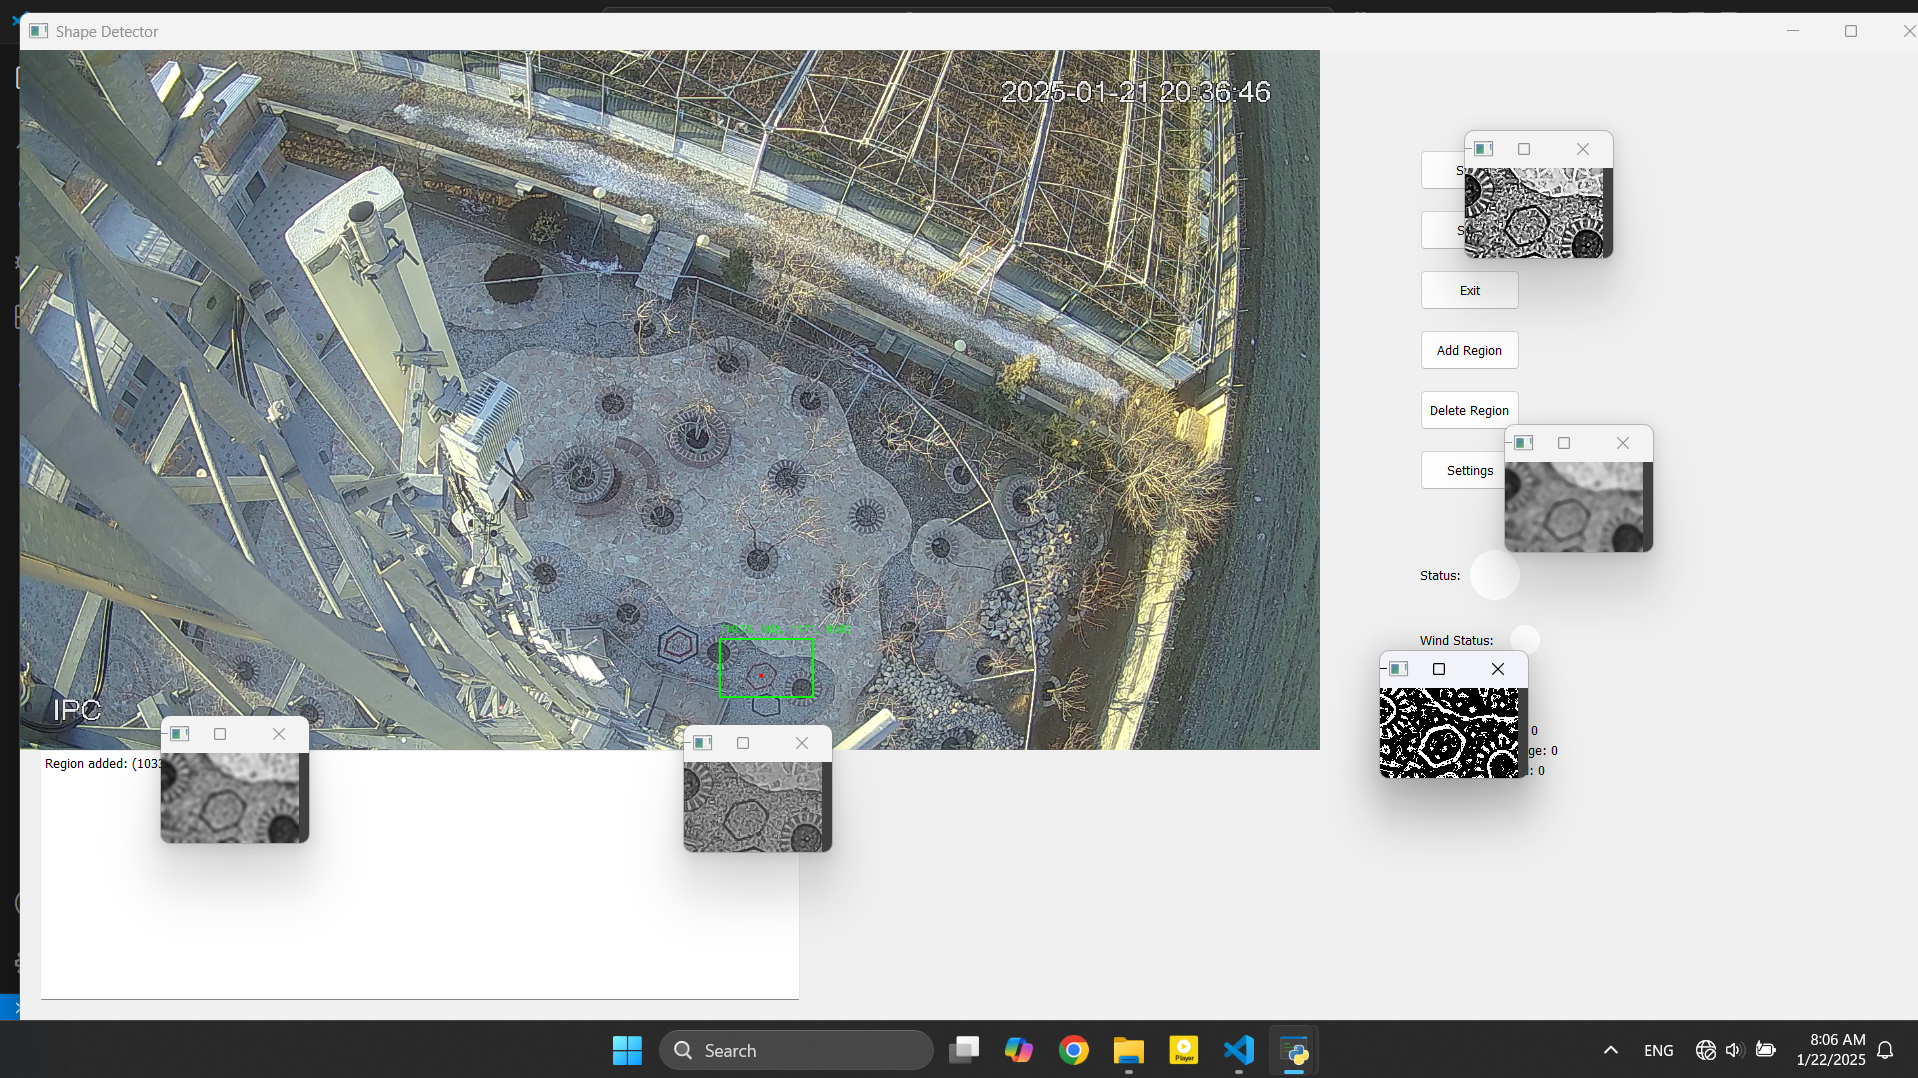 Shape Detector
2025-01-21 20:36:46
Exit
Add Region
Delete Region
Settings
Status:
Wind Status:
0
ge: 0
: 0
IPC
Region added: (103
Search
Player
ENG
8:06 AM
1/22/2025